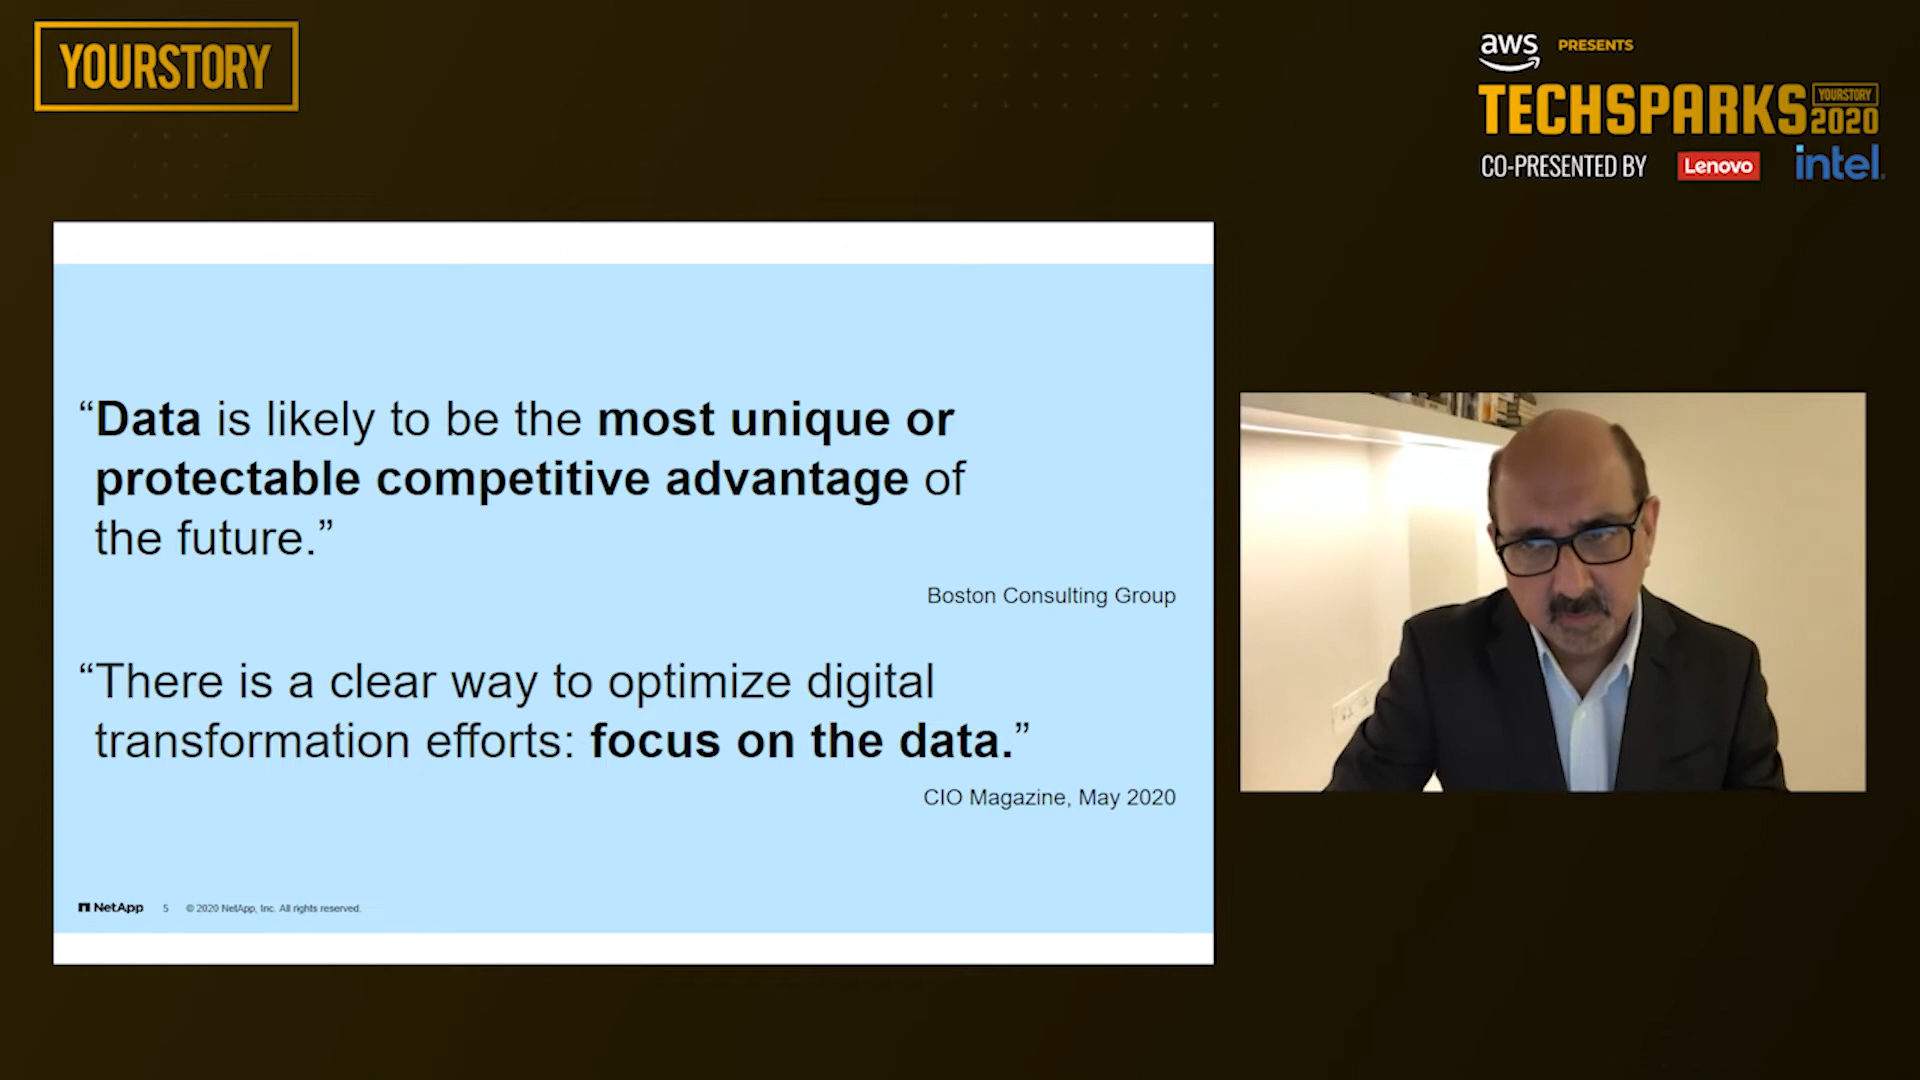 YOURSTORY
aws PRESENTS
TECHSPARKS YOURSTORY 2020
CO-PRESENTED BY Lenovo intel.
“Data is likely to be the most unique or
protectable competitive advantage of
the future.”
Boston Consulting Group
“There is a clear way to optimize digital
transformation efforts: focus on the data.”
CIO Magazine, May 2020
NetApp 5 © 2020 NetApp, Inc. All rights reserved.